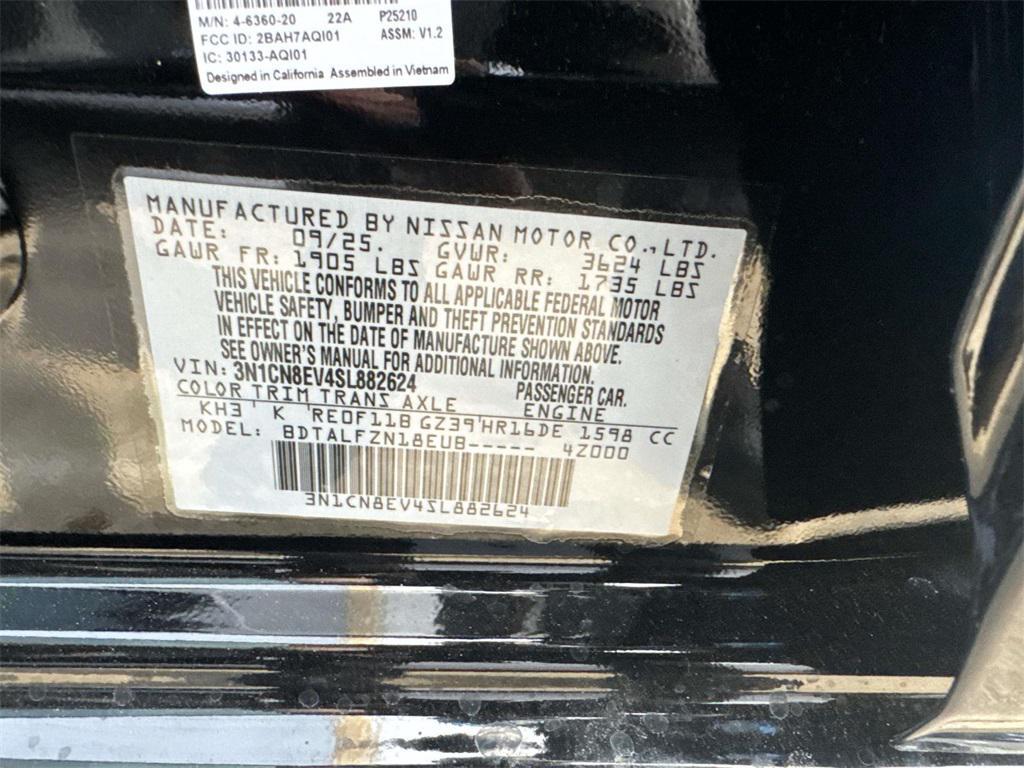 M/N: 4-6360-20 22A P25210
FCC ID: 2BAH7AQI01 ASSM: V1.2
IC: 30133-AQI01
Designed in California Assembled in Vietnam
MANUFACTURED BY NISSAN MOTOR CO., LTD.
DATE: 09/25. GVWR: 3624 LBS
GAWR FR: 1905 LBS GAWR RR: 1735 LBS
THIS VEHICLE CONFORMS TO ALL APPLICABLE FEDERAL MOTOR
VEHICLE SAFETY, BUMPER AND THEFT PREVENTION STANDARDS
IN EFFECT ON THE DATE OF MANUFACTURE SHOWN ABOVE.
SEE OWNER'S MANUAL FOR ADDITIONAL INFORMATION.
VIN: 3N1CN8EV4SL882624 PASSENGER CAR.
COLOR TRIM TRANS AXLE ENGINE
KH3 ' K 'RE0F11B GZ39'HR16DE 1598 CC
MODEL: BDTALFZN18EUB----- 4Z000
3N1CN8EV4SL882624